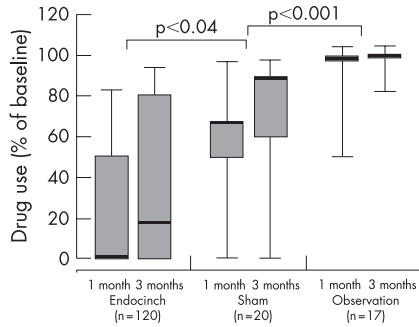 120
p<0.04
p<0.001
100
80
60
40
20
0
Drug use (% of baseline)
1 month 3 months 1 month 3 months 1 month 3 months
Endocinch Sham Observation
(n=120) (n=20) (n=17)